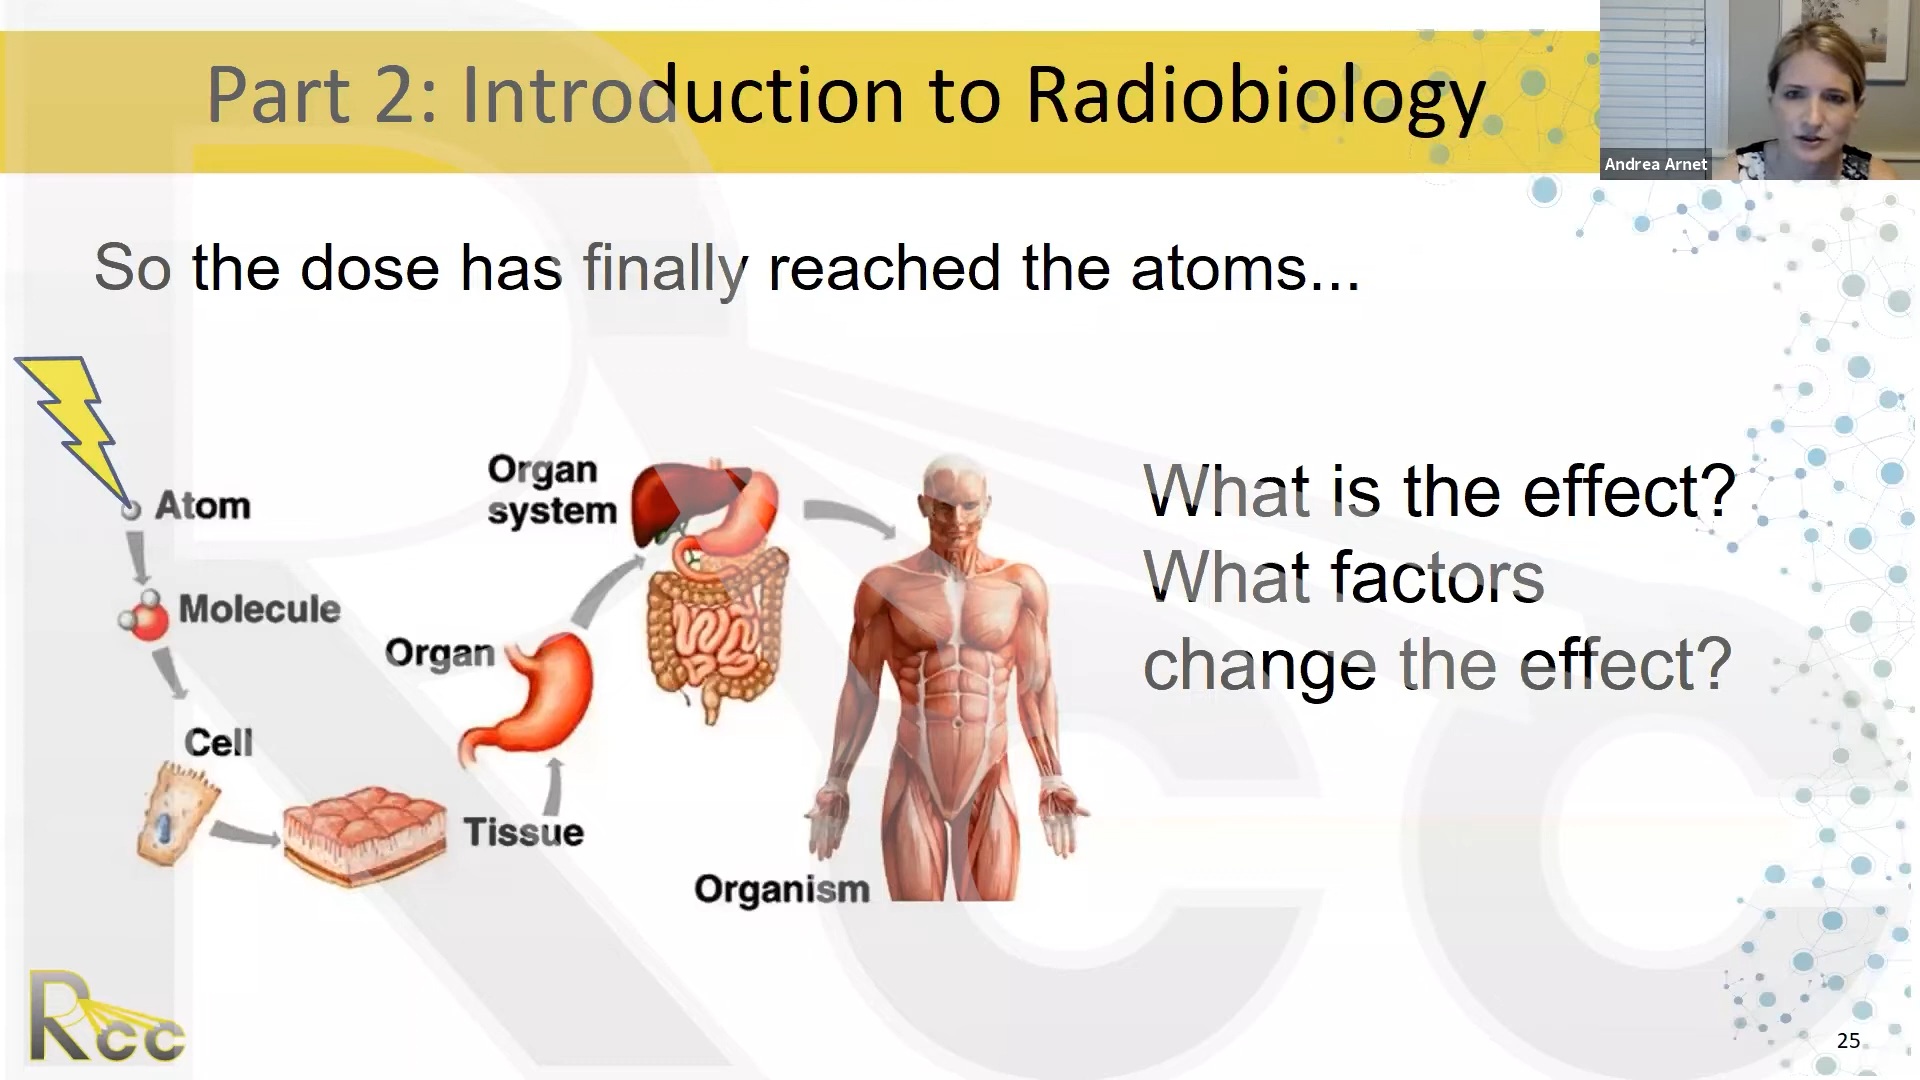 Part 2: Introduction to Radiobiology
Andrea Arnet
So the dose has finally reached the atoms...
Atom
Molecule
Cell
Tissue
Organ
Organ
system
Organism
What is the effect?
What factors
change the effect?
Rcc
25